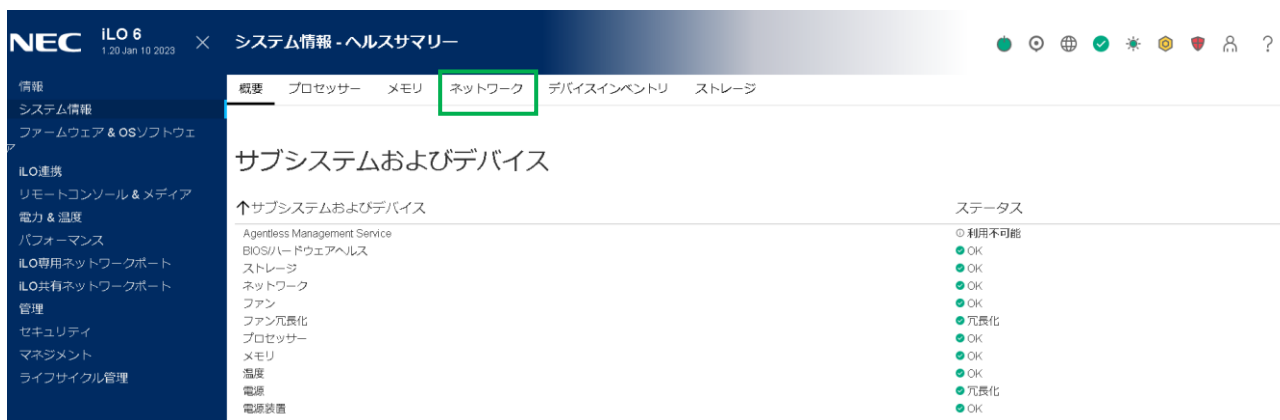 NEC iLO 6 システム情報 - ヘルスサマリー
1.20 Jan 10 2023
情報
システム情報
ファームウェア & OSソフトウェ
ア
iLO連携
リモートコンソール & メディア
電力 & 温度
パフォーマンス
iLO専用ネットワークポート
iLO共有ネットワークポート
管理
セキュリティ
マネジメント
ライフサイクル管理
概要 プロセッサー メモリ ネットワーク デバイスインベントリ ストレージ
サブシステムおよびデバイス
↑サブシステムおよびデバイス ステータス
Agentless Management Service 利用不可能
BIOS/ハードウェアヘルス OK
ストレージ OK
ネットワーク OK
ファン OK
ファン冗長化 冗長化
プロセッサー OK
メモリ OK
温度 OK
電源 冗長化
電源装置 OK